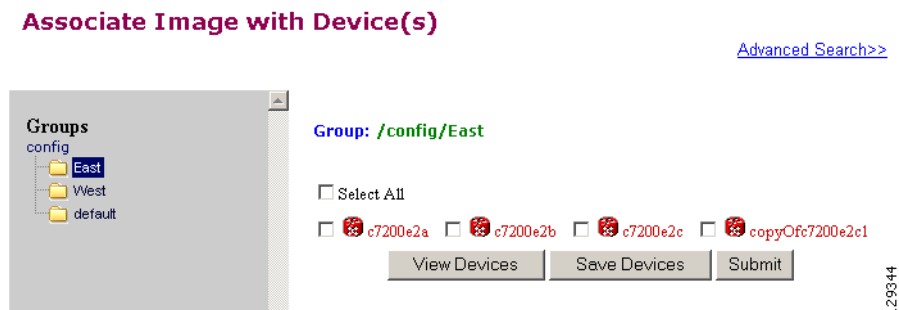 Associate Image with Device(s)
Advanced Search>>
Groups
config
East
West
default
Group: /config/East
Select All
c7200e2a c7200e2b c7200e2c copyOfc7200e2c1
View Devices Save Devices Submit
29344